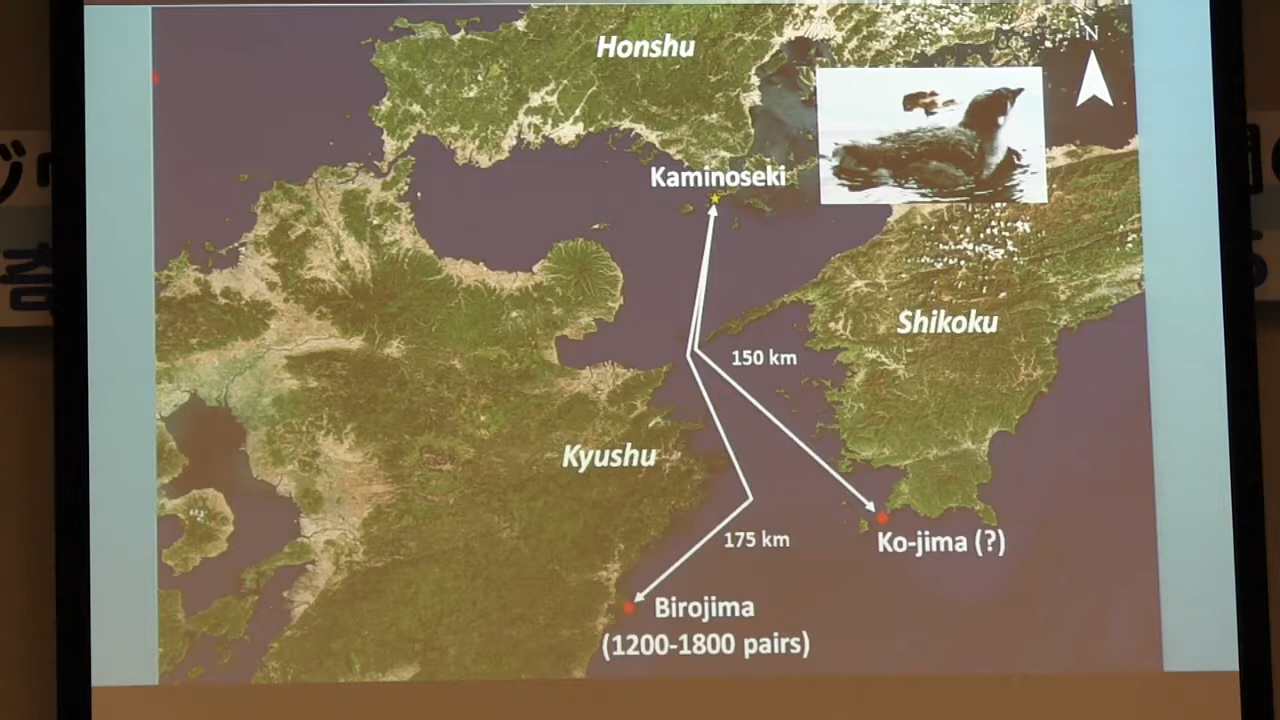 Honshu
N
Kaminoseki
Shikoku
150 km
Kyushu
175 km
Ko-jima (?)
Birojima
(1200-1800 pairs)